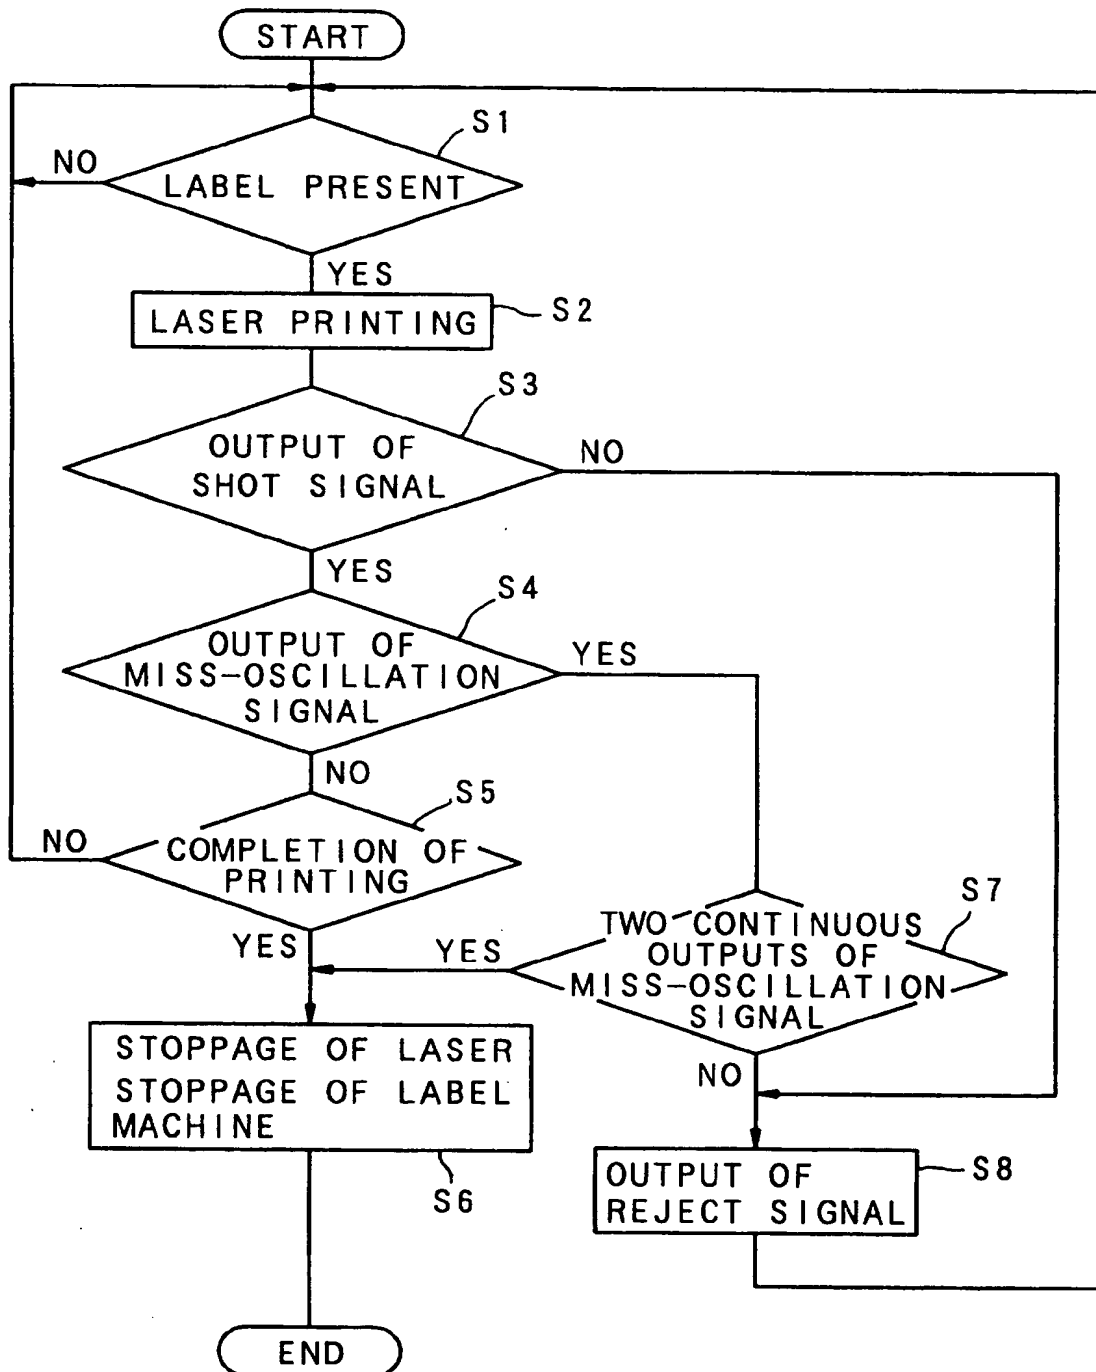 START
S1
NO
LABEL PRESENT
YES
S2
LASER PRINTING
S3
OUTPUT OF
SHOT SIGNAL
NO
YES
S4
OUTPUT OF
MISS-OSCILLATION
SIGNAL
YES
NO
S5
NO
COMPLETION OF
PRINTING
YES
S7
TWO CONTINUOUS
OUTPUTS OF
MISS-OSCILLATION
SIGNAL
YES
NO
STOPPAGE OF LASER
STOPPAGE OF LABEL
MACHINE
S6
S8
OUTPUT OF
REJECT SIGNAL
END